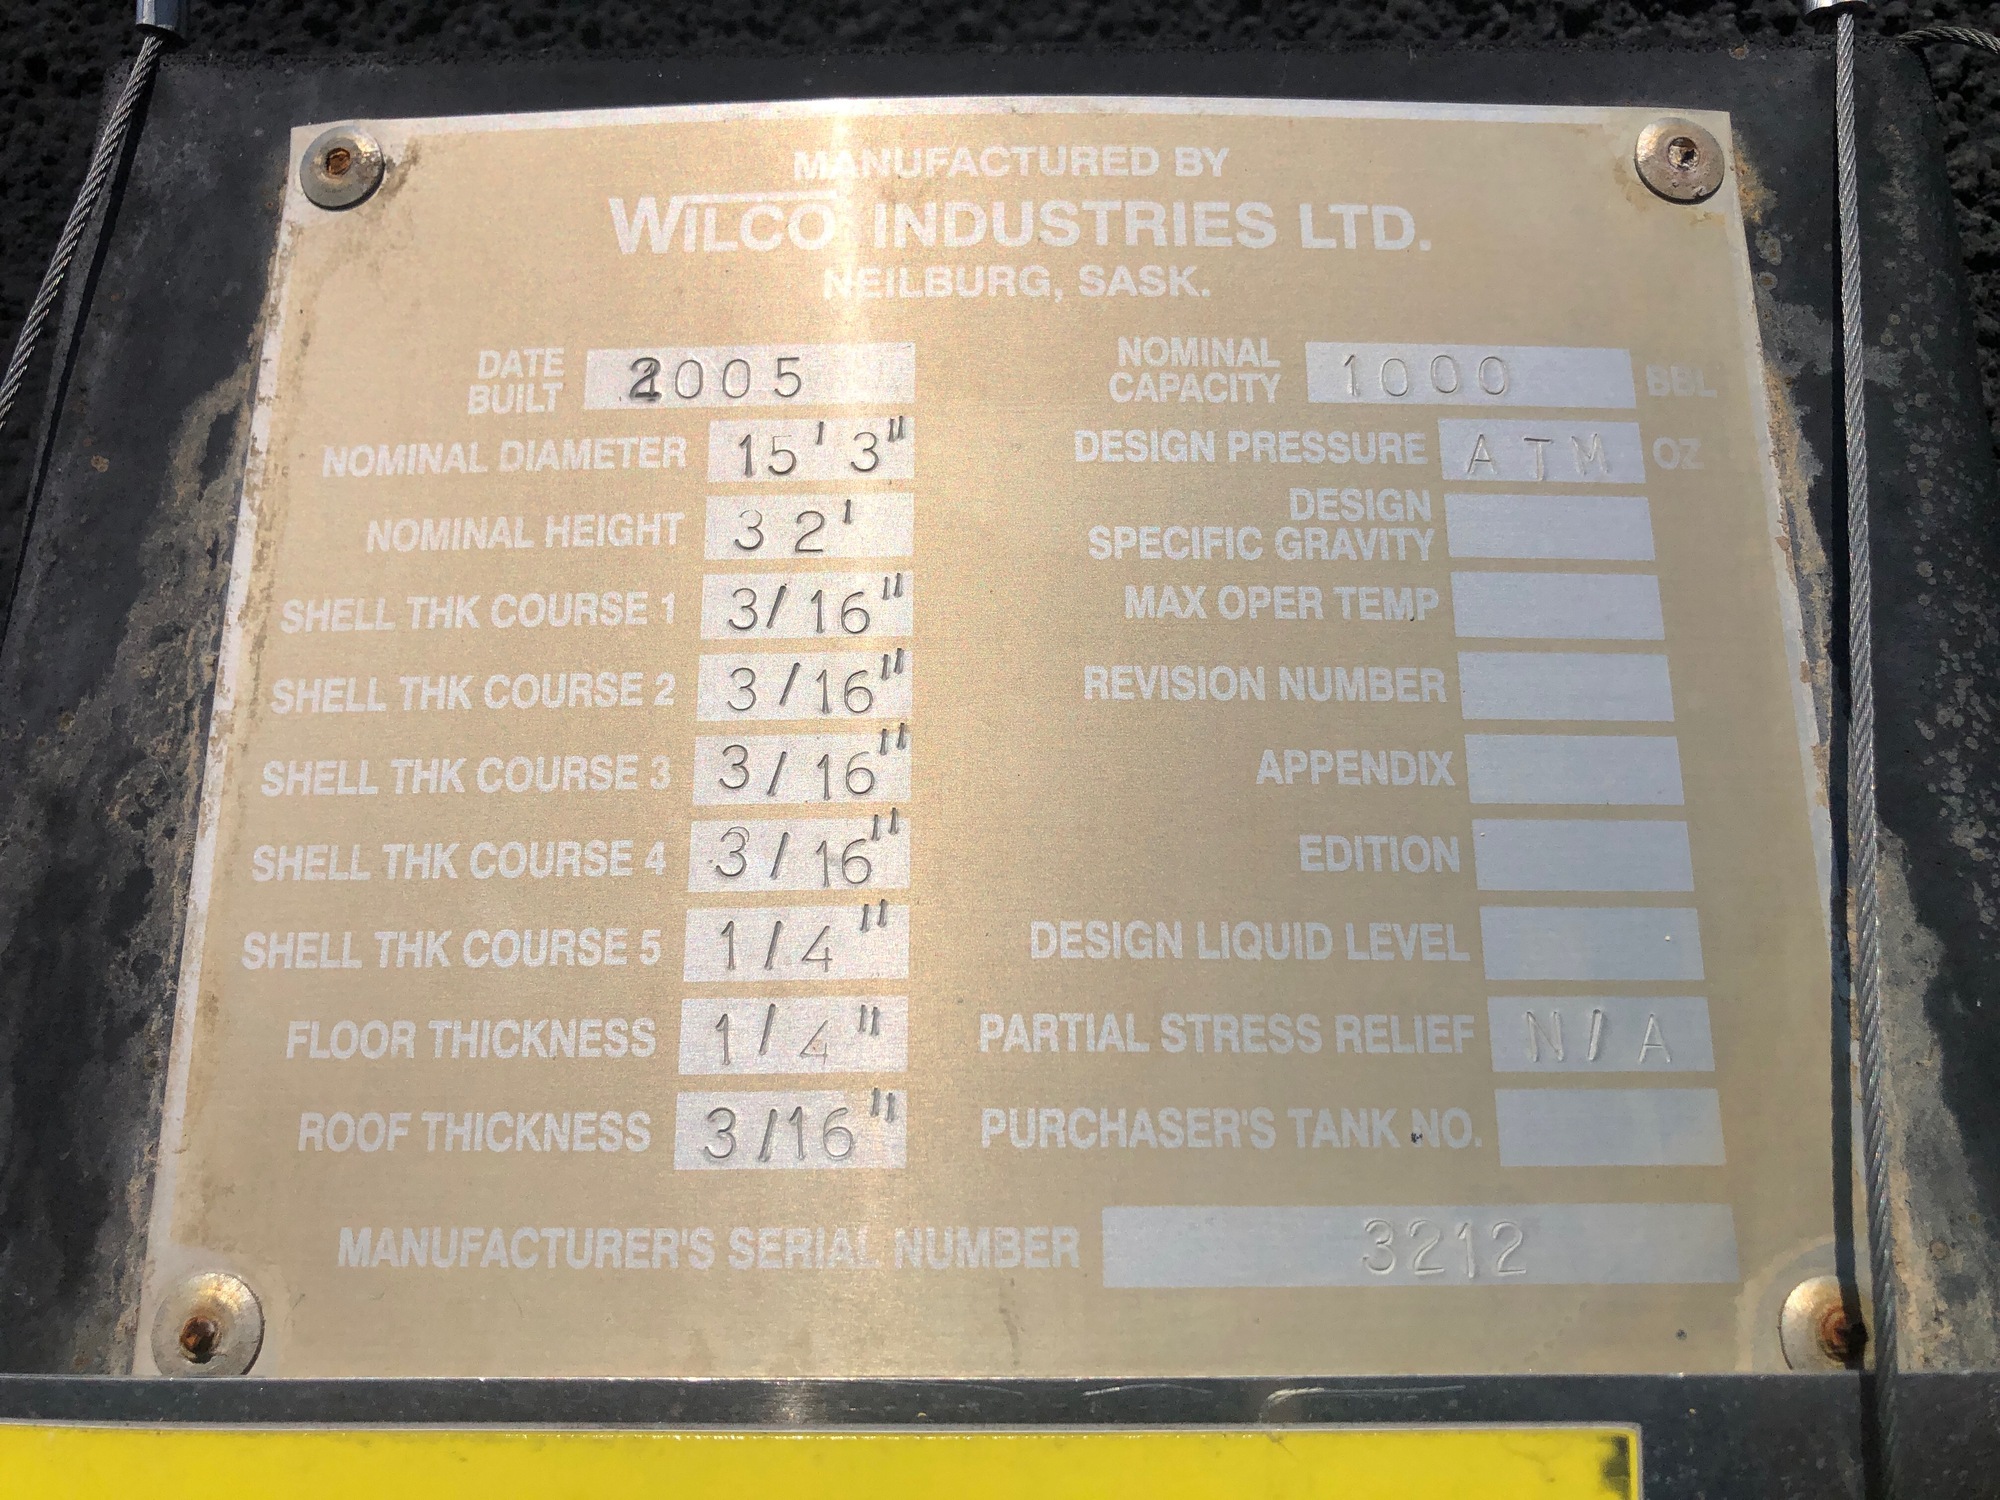 MANUFACTURED BY
WILCO INDUSTRIES LTD.
NEILBURG, SASK.
DATE BUILT 2005
NOMINAL DIAMETER 15' 3"
NOMINAL HEIGHT 32'
SHELL THK COURSE 1 3/16"
SHELL THK COURSE 2 3/16"
SHELL THK COURSE 3 3/16"
SHELL THK COURSE 4 3/16"
SHELL THK COURSE 5 1/4"
FLOOR THICKNESS 1/4"
ROOF THICKNESS 3/16"
NOMINAL CAPACITY 1000 BBL
DESIGN PRESSURE ATM OZ
DESIGN SPECIFIC GRAVITY
MAX OPER TEMP
REVISION NUMBER
APPENDIX
EDITION
DESIGN LIQUID LEVEL
PARTIAL STRESS RELIEF N/A
PURCHASER'S TANK NO.
MANUFACTURER'S SERIAL NUMBER 3212